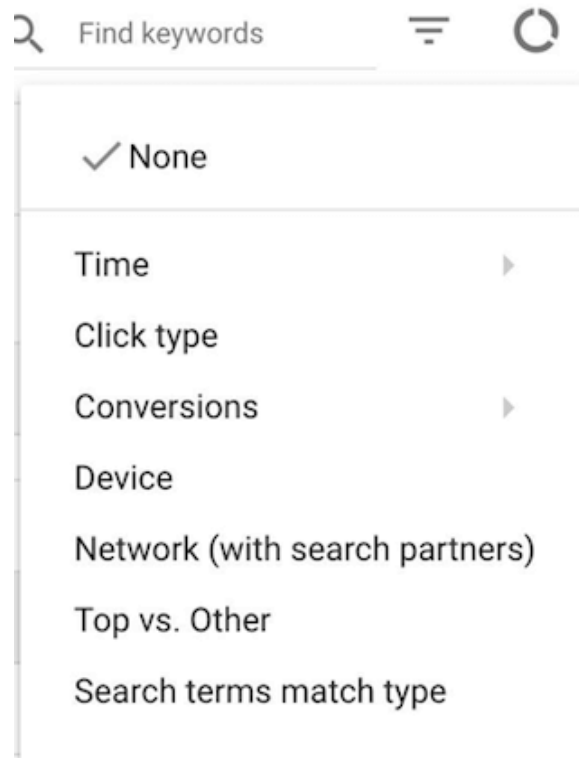 Find keywords
None
Time
Click type
Conversions
Device
Network (with search partners)
Top vs. Other
Search terms match type